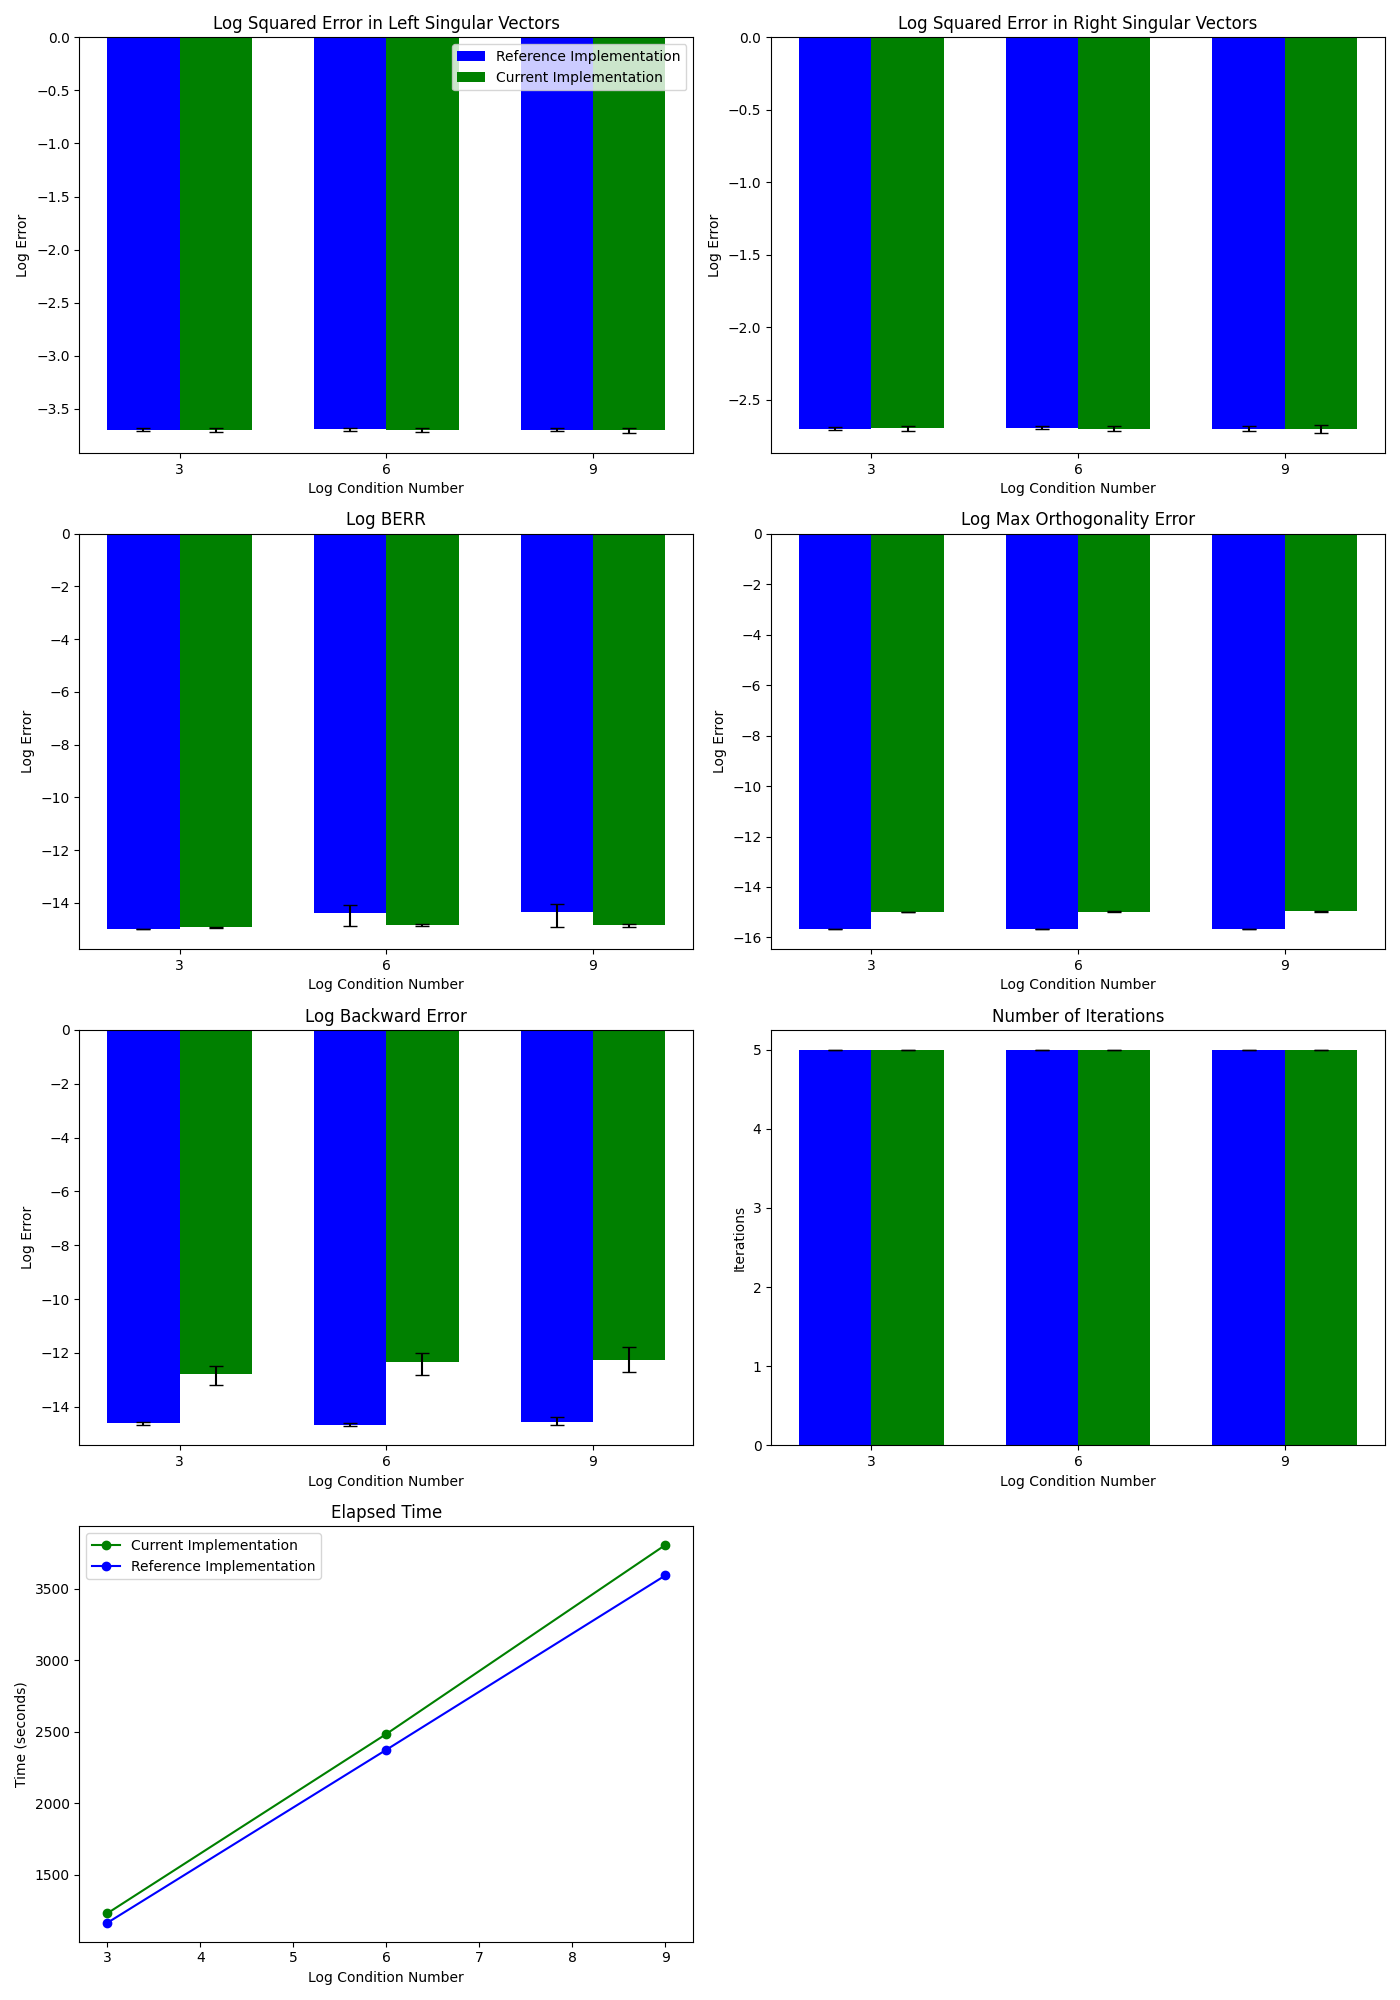 Log Squared Error in Left Singular Vectors
0.0
−0.5
−1.0
−1.5
−2.0
−2.5
−3.0
−3.5
Log Error
Reference Implementation
Current Implementation
3 6 9
Log Condition Number
Log Squared Error in Right Singular Vectors
0.0
−0.5
−1.0
−1.5
−2.0
−2.5
Log Error
3 6 9
Log Condition Number
Log BERR
0
−2
−4
−6
−8
−10
−12
−14
Log Error
3 6 9
Log Condition Number
Log Max Orthogonality Error
0
−2
−4
−6
−8
−10
−12
−14
−16
Log Error
3 6 9
Log Condition Number
Log Backward Error
0
−2
−4
−6
−8
−10
−12
−14
Log Error
3 6 9
Log Condition Number
Number of Iterations
5
4
3
2
1
0
Iterations
3 6 9
Log Condition Number
Elapsed Time
Current Implementation
Reference Implementation
3500
3000
2500
2000
1500
Time (seconds)
3 4 5 6 7 8 9
Log Condition Number